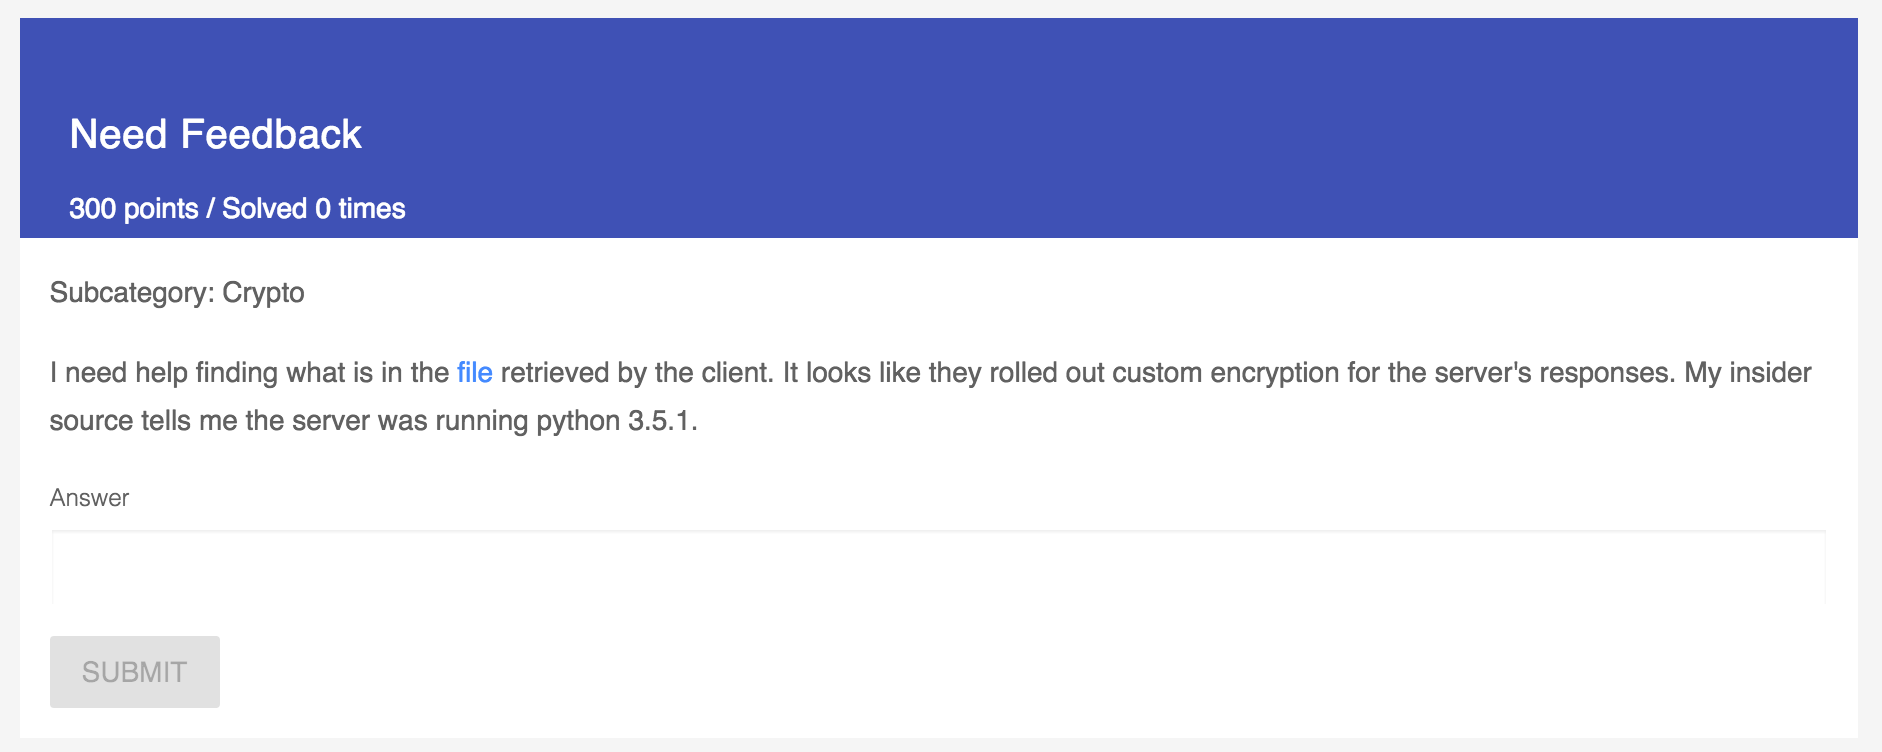 Need Feedback
300 points / Solved 0 times
Subcategory: Crypto
I need help finding what is in the file retrieved by the client. It looks like they rolled out custom encryption for the server's responses. My insider
source tells me the server was running python 3.5.1.
Answer
SUBMIT